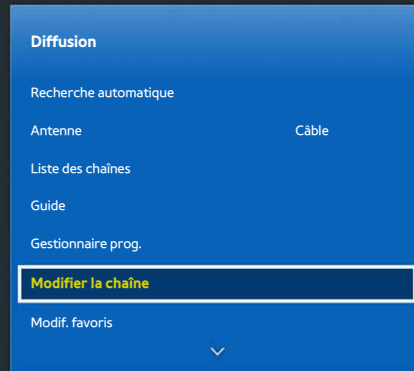 Diffusion
Recherche automatique
Antenne Câble
Liste des chaînes
Guide
Gestionnaire prog.
Modifier la chaîne
Modif. favoris